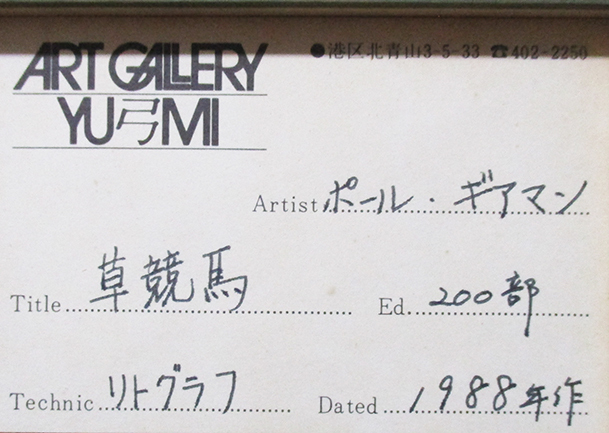 ART GALLERY
YU弓MI
●港区北青山3-5-33 ☎402-2250
Artist ポール・ギアマン
Title 草競馬
Ed. 200部
Technic リトグラフ
Dated 1988年作